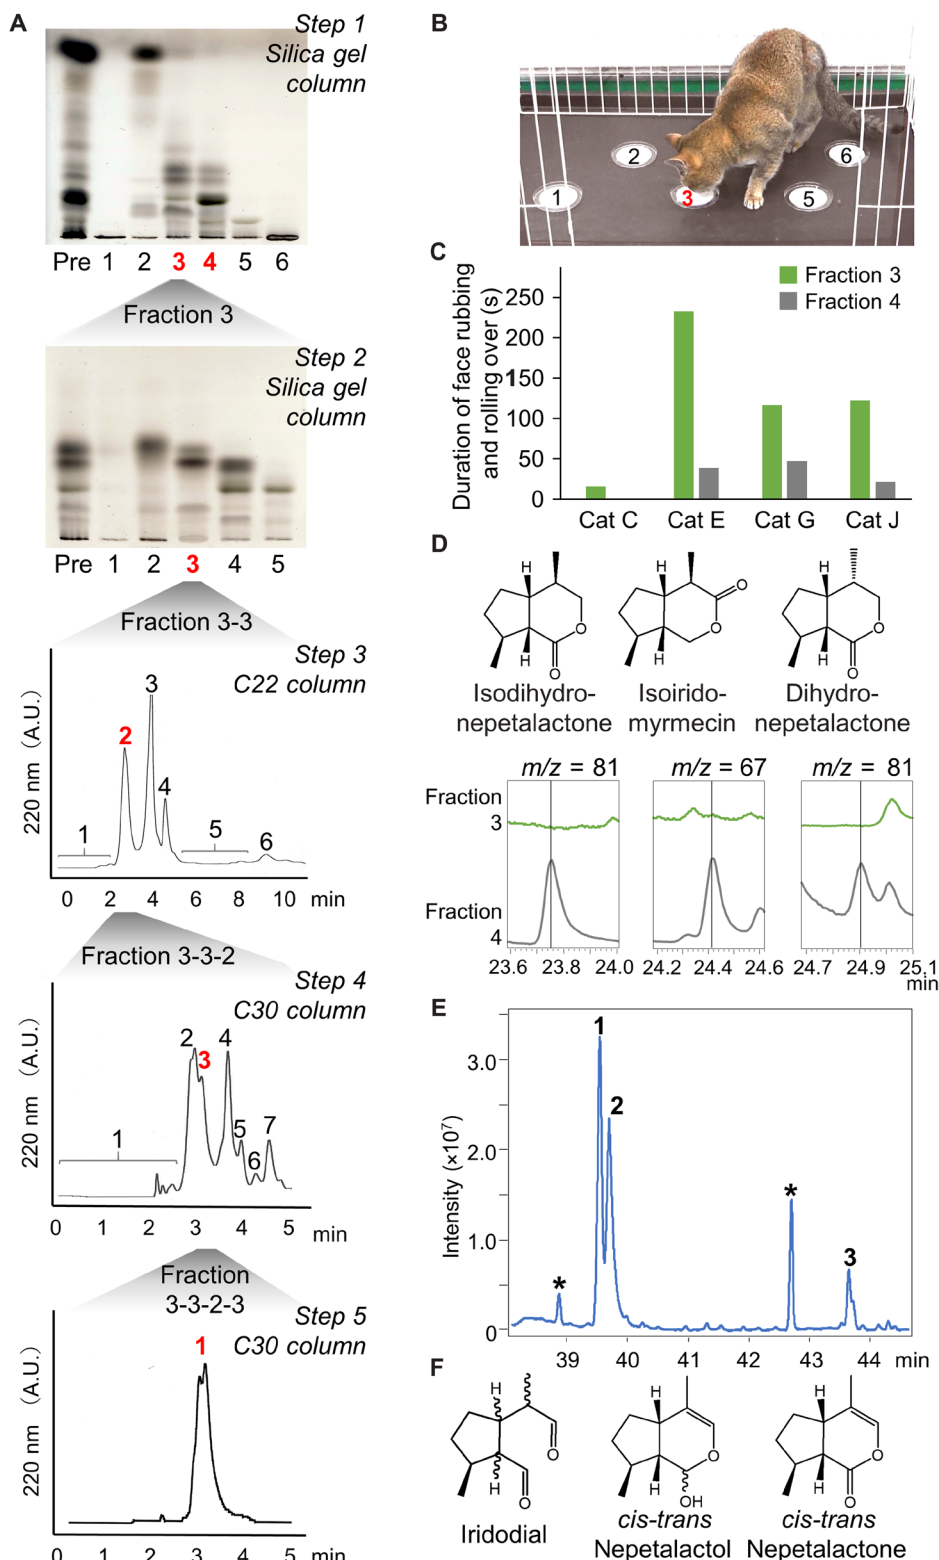 A
Step 1
Silica gel
column
Pre 1 2 3 4 5 6
Fraction 3
Step 2
Silica gel
column
Pre 1 2 3 4 5
Fraction 3-3
Step 3
C22 column
220 nm (A.U.)
1 2 3 4 5 6
0 2 4 6 8 10 min
Fraction 3-3-2
Step 4
C30 column
220 nm (A.U.)
1 2 3 4 5 6 7
0 1 2 3 4 5 min
Fraction
3-3-2-3
Step 5
C30 column
220 nm (A.U.)
1
0 1 2 3 4 5 min
B
1 2 3 5 6
C
Duration of face rubbing
and rolling over (s)
250
200
150
100
50
0
Fraction 3
Fraction 4
Cat C Cat E Cat G Cat J
D
H
H
O
O
H
H
O
O
H
H
O
O
Isodihydro-
nepetalactone
Isoirido-
myrmecin
Dihydro-
nepetalactone
m/z = 81 m/z = 67 m/z = 81
Fraction
3
Fraction
4
23.6 23.8 24.0 24.2 24.4 24.6 24.7 24.9 25.1
min
E
Intensity (×10⁷)
3.0
2.0
1.0
0
* 1 2 * 3
39 40 41 42 43 44 min
F
H
H
O
O
H
H
O
OH
H
H
O
O
Iridodial
cis-trans
Nepetalactol
cis-trans
Nepetalactone